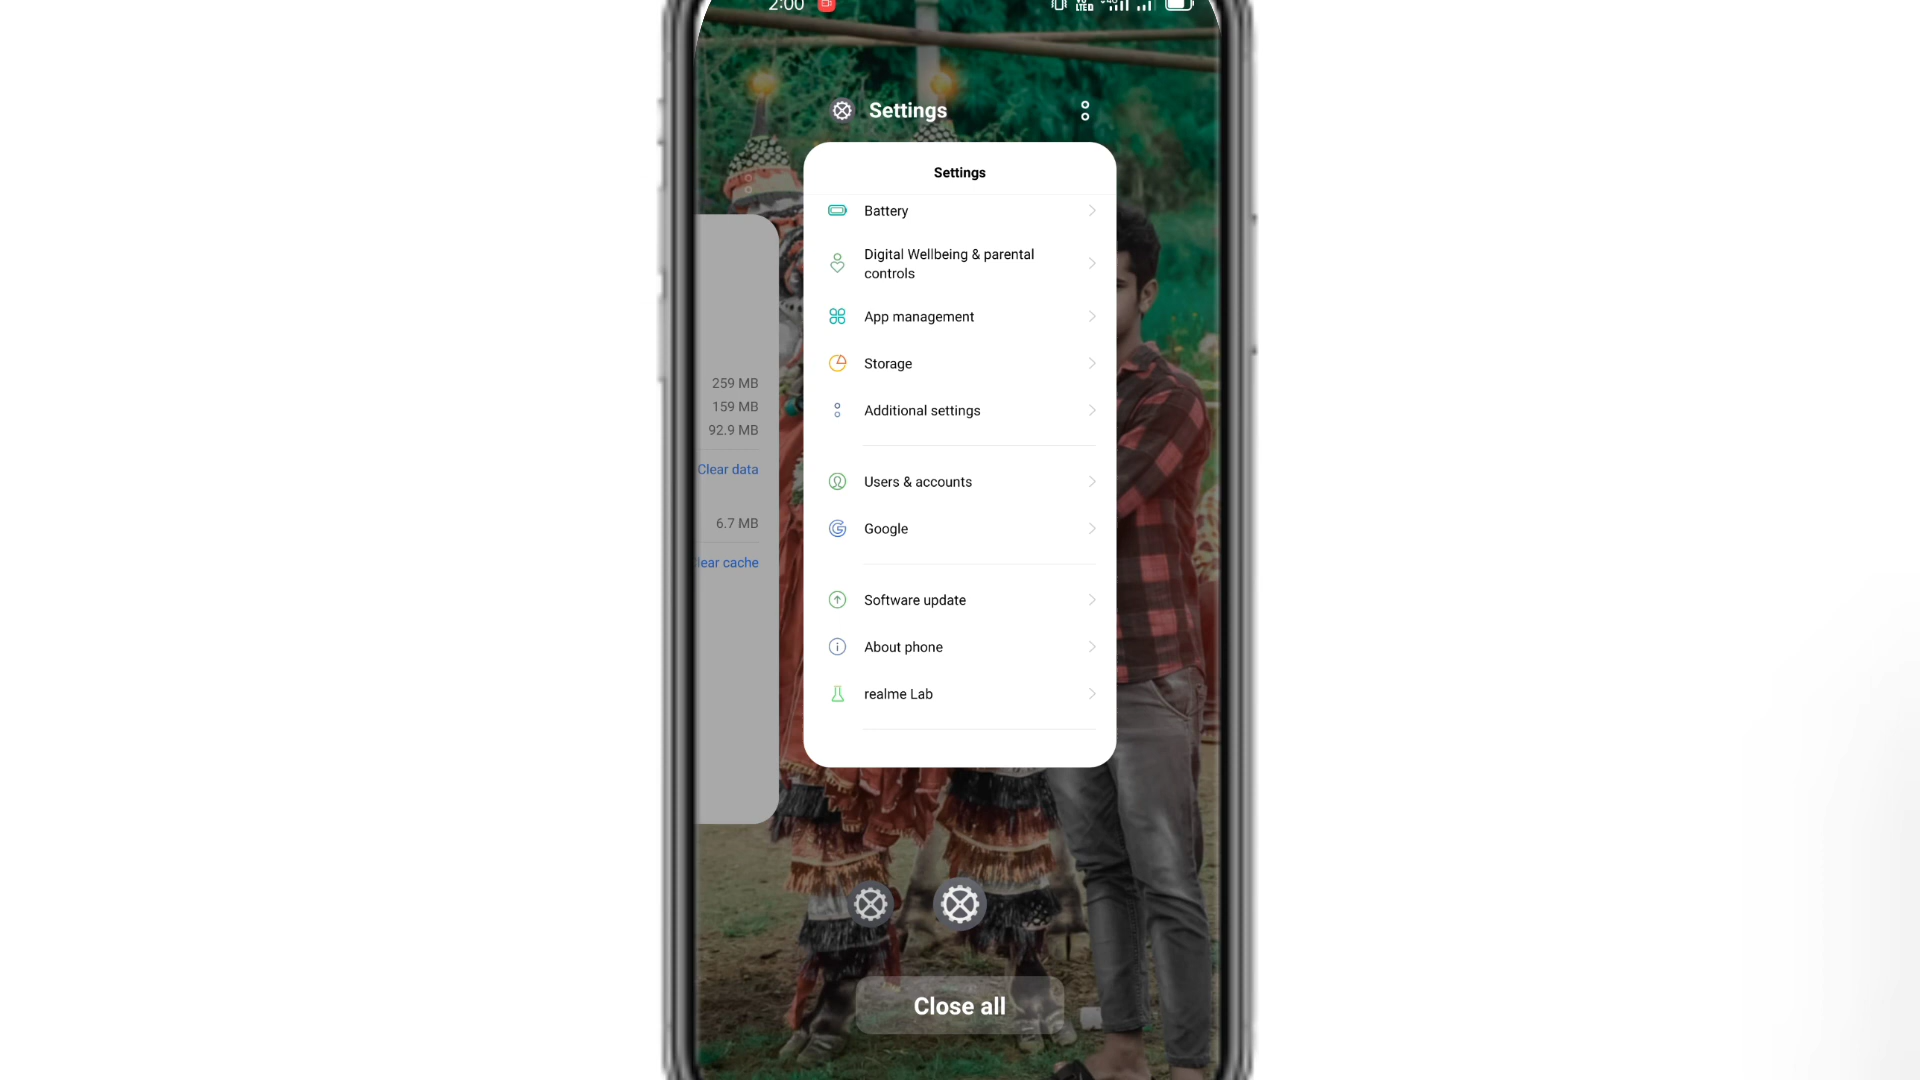 2:00
Settings
Settings
Battery
Digital Wellbeing & parental
controls
App management
Storage
Additional settings
Users & accounts
Google
Software update
About phone
realme Lab
259 MB
159 MB
92.9 MB
Clear data
6.7 MB
lear cache
Close all